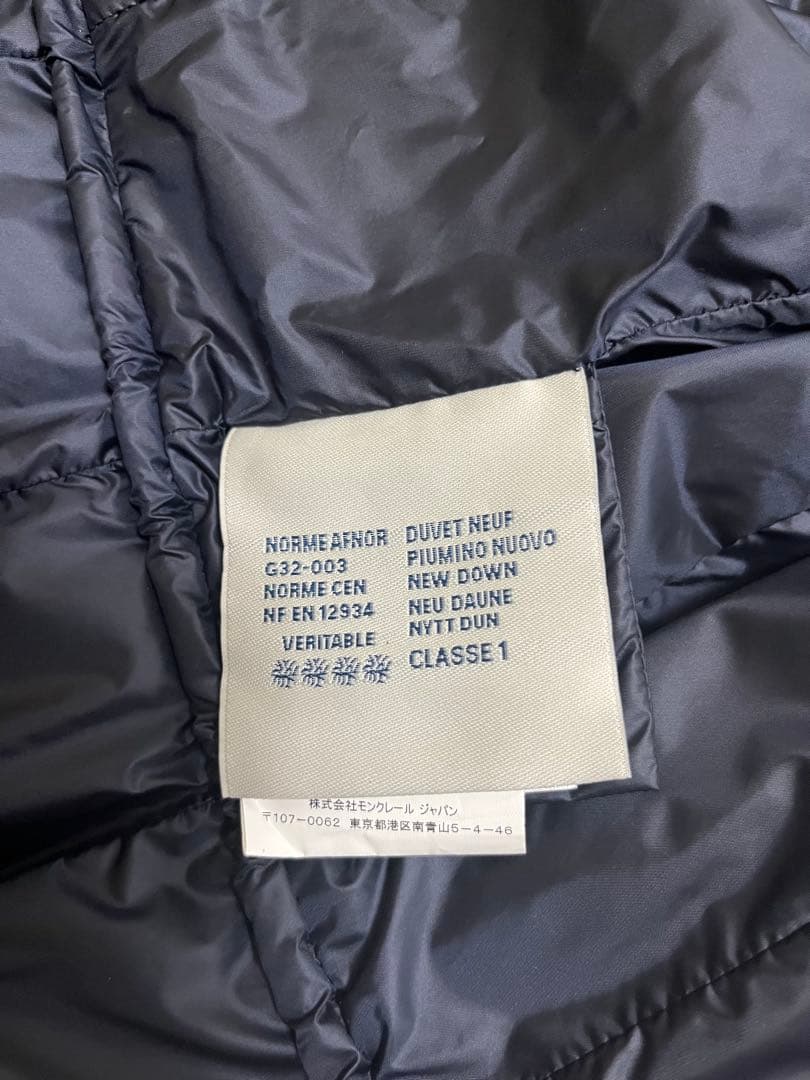 NORME AFNOR
G32-003
NORME CEN
NF EN 12934
VERITABLE
DUVET NEUF
PIUMINO NUOVO
NEW DOWN
NEU DAUNE
NYTT DUN
CLASSE 1
株式会社モンクレール ジャパン
〒107-0062 東京都港区南青山5-4-46